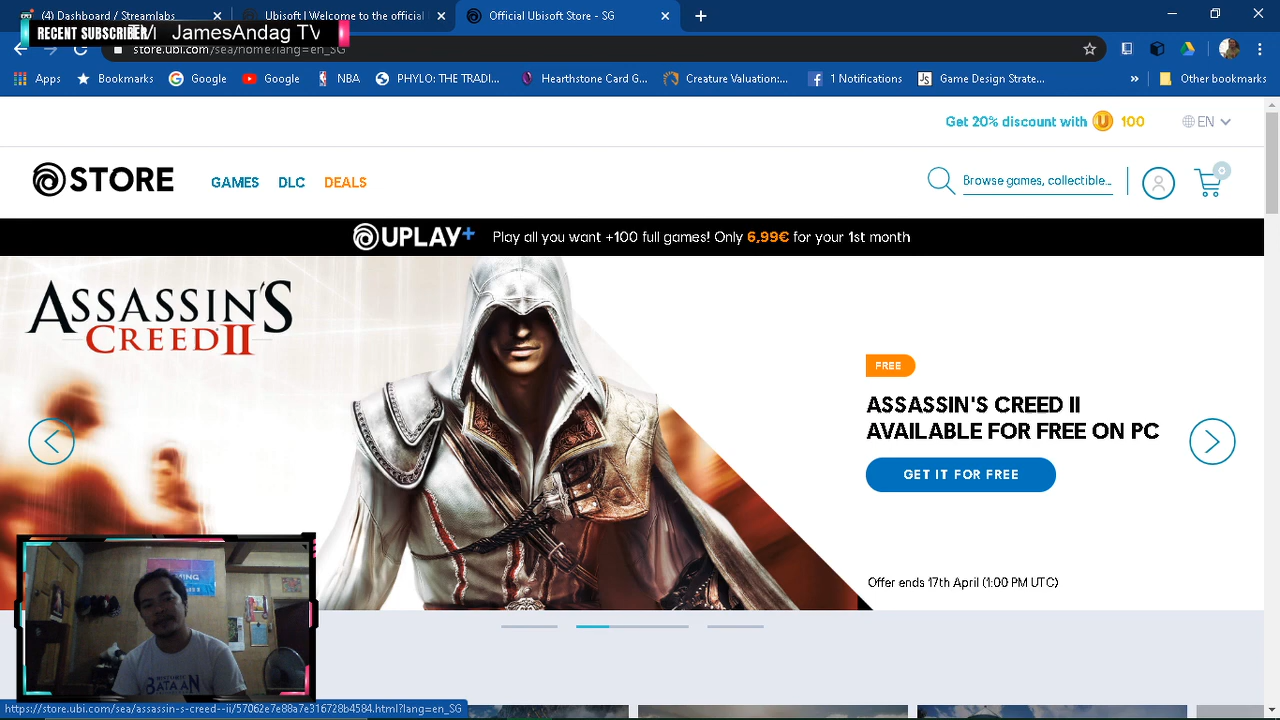 (4) Dashboard / Streamlabs
Ubisoft | Welcome to the official
Official Ubisoft Store - SG
RECENT SUBSCRIBER
JamesAndag TV
store.ubi.com/sea/home?lang=en_SG
Apps
Bookmarks
Google
Google
NBA
PHYLO: THE TRADI...
Hearthstone Card G...
Creature Valuation:...
1 Notifications
Game Design Strate...
»
Other bookmarks
Get 20% discount with U 100
EN
STORE
GAMES
DLC
DEALS
Browse games, collectible...
0
UPLAY+
Play all you want +100 full games! Only 6,99€ for your 1st month
ASSASSIN'S
CREED II
FREE
ASSASSIN'S CREED II
AVAILABLE FOR FREE ON PC
GET IT FOR FREE
Offer ends 17th April (1:00 PM UTC)
BATAAN
https://store.ubi.com/sea/assassin-s-creed--ii/57062e7e88a7e316728b4584.html?lang=en_SG